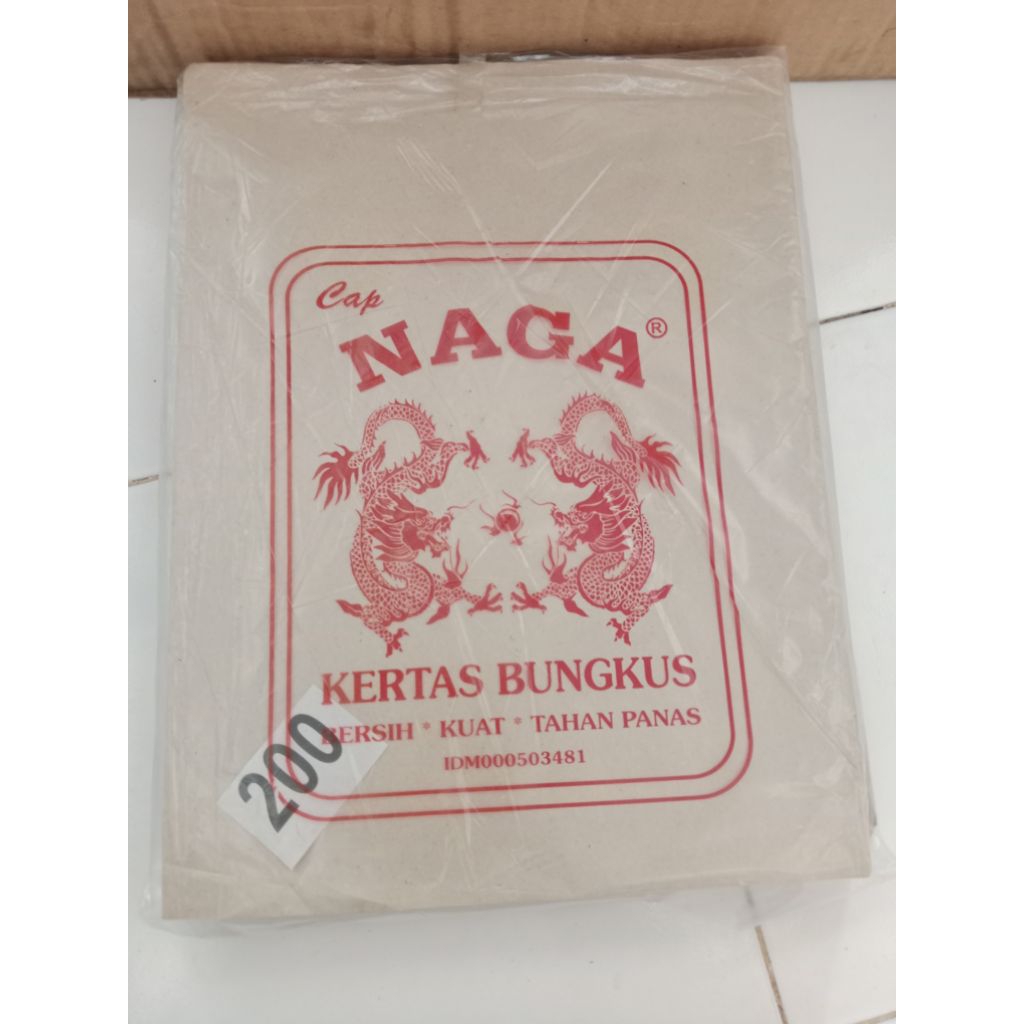 Cap
NAGA®
KERTAS BUNGKUS
BERSIH * KUAT * TAHAN PANAS
IDM000503481
200